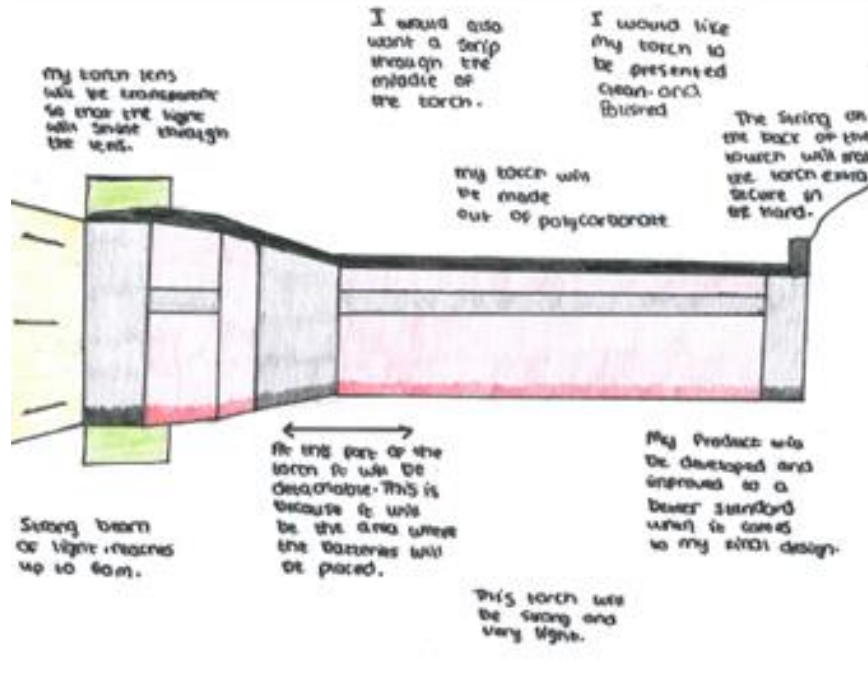 My torch lens
will be transparent
so that the light
will shine through
the lens.
I would also
want a strip
through the
middle of
the torch.
I would like
my torch to
be presented
clean and
Polished
The String on
the back of the
torch will
the torch extra
secure in
the hand.
my torch will
be made
out of polycarbonate
Strong beam
of light reaches
up to 6am.
At this part of the
torch it will be
detachable. This is
because it will
be the area where
the batteries will
be placed.
My Product will
be developed and
improved to a
better standard
when it comes
to my final design.
This torch will
be strong and
very light.